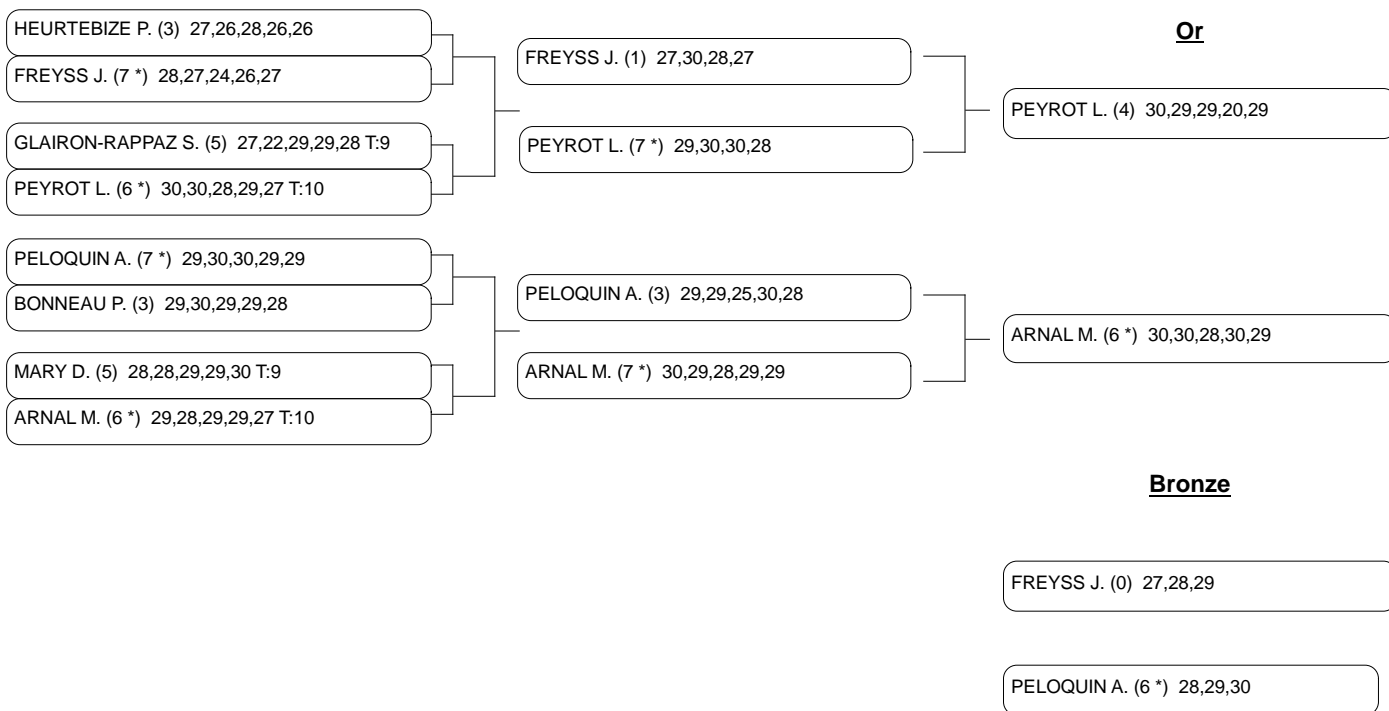 HEURTEBIZE P. (3) 27,26,28,26,26
FREYSS J. (7 *) 28,27,24,26,27
GLAIRON-RAPPAZ S. (5) 27,22,29,29,28 T:9
PEYROT L. (6 *) 30,30,28,29,27 T:10
PELOQUIN A. (7 *) 29,30,30,29,29
BONNEAU P. (3) 29,30,29,29,28
MARY D. (5) 28,28,29,29,30 T:9
ARNAL M. (6 *) 29,28,29,29,27 T:10
FREYSS J. (1) 27,30,28,27
PEYROT L. (7 *) 29,30,30,28
PELOQUIN A. (3) 29,29,25,30,28
ARNAL M. (7 *) 30,29,28,29,29
Or
PEYROT L. (4) 30,29,29,20,29
ARNAL M. (6 *) 30,30,28,30,29
Bronze
FREYSS J. (0) 27,28,29
PELOQUIN A. (6 *) 28,29,30